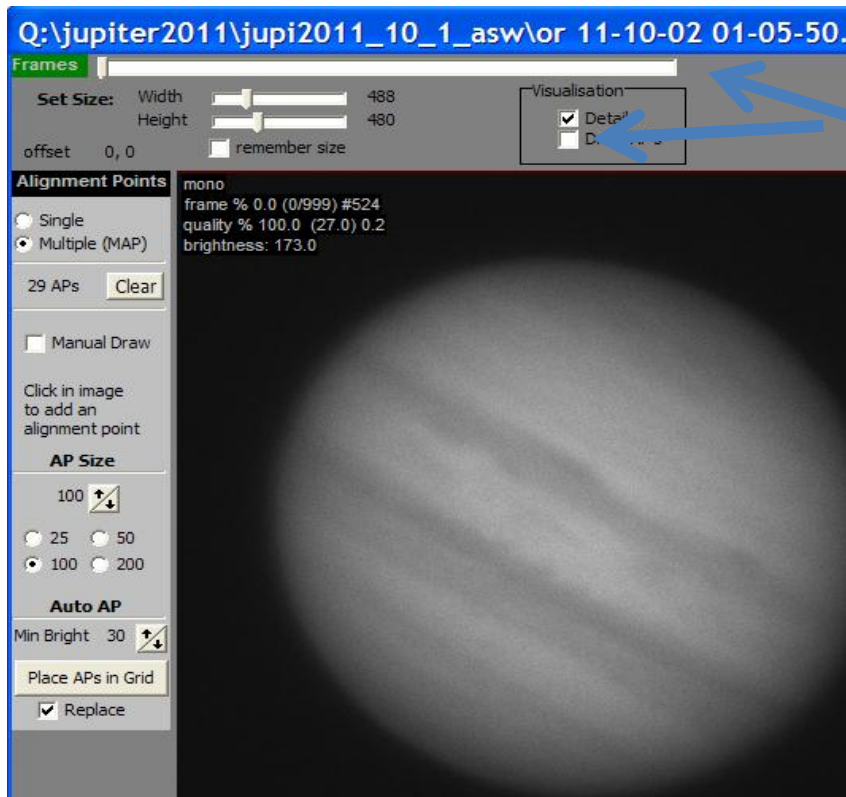 Q:\jupiter2011\jupi2011_10_1_asw\or 11-10-02 01-05-50.
Frames
Set Size: Width 488
Height 480
offset 0, 0 remember size
Visualisation
Alignment Points
Single
Multiple (MAP)
29 APs Clear
Manual Draw
Click in image
to add an
alignment point
AP Size
100
25 50
100 200
Auto AP
Min Bright 30
Place APs in Grid
Replace
mono
frame % 0.0 (0/999) #524
quality % 100.0 (27.0) 0.2
brightness: 173.0